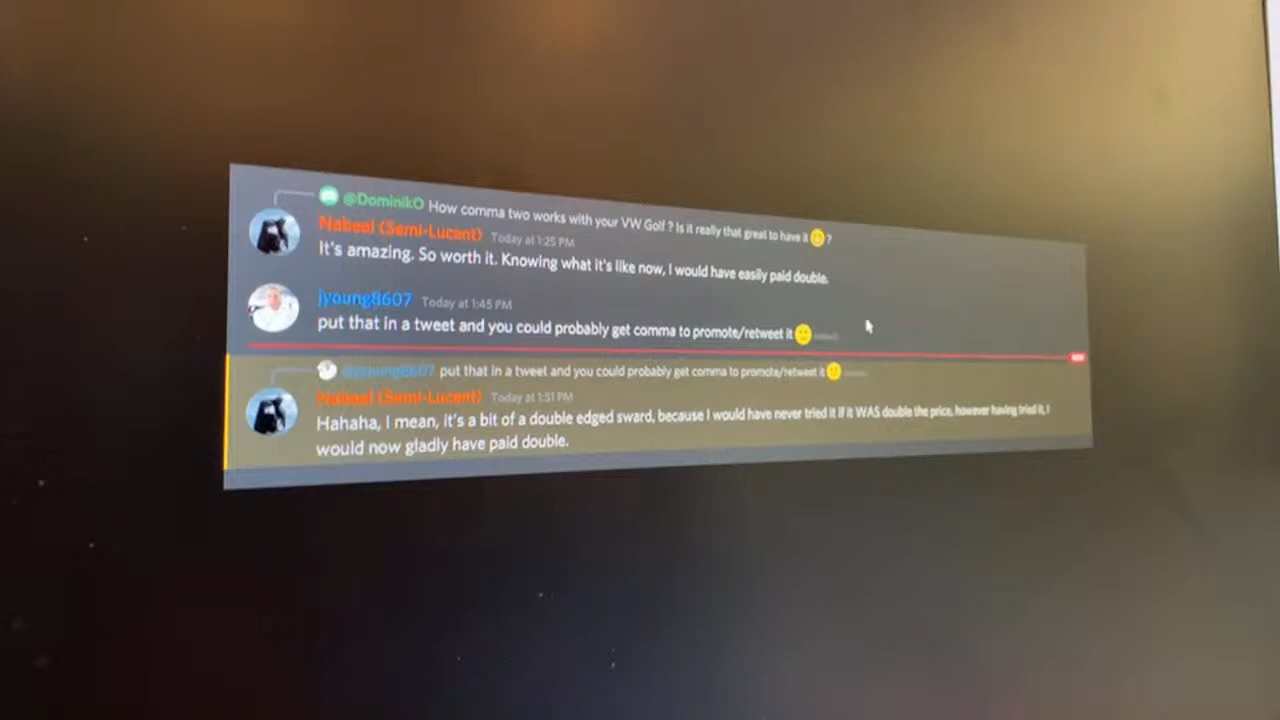 @DominikO How comma two works with your VW Golf ? Is it really that great to have it ?
Nabeel (Semi-Lucent) Today at 1:25 PM
It's amazing. So worth it. Knowing what it's like now, I would have easily paid double.
jyoung8607 Today at 1:45 PM
put that in a tweet and you could probably get comma to promote/retweet it
@jyoung8607 put that in a tweet and you could probably get comma to promote/retweet it
Nabeel (Semi-Lucent) Today at 1:51 PM
Hahaha, I mean, it's a bit of a double edged sward, because I would have never tried it if it WAS double the price, however having tried it, I
would now gladly have paid double.